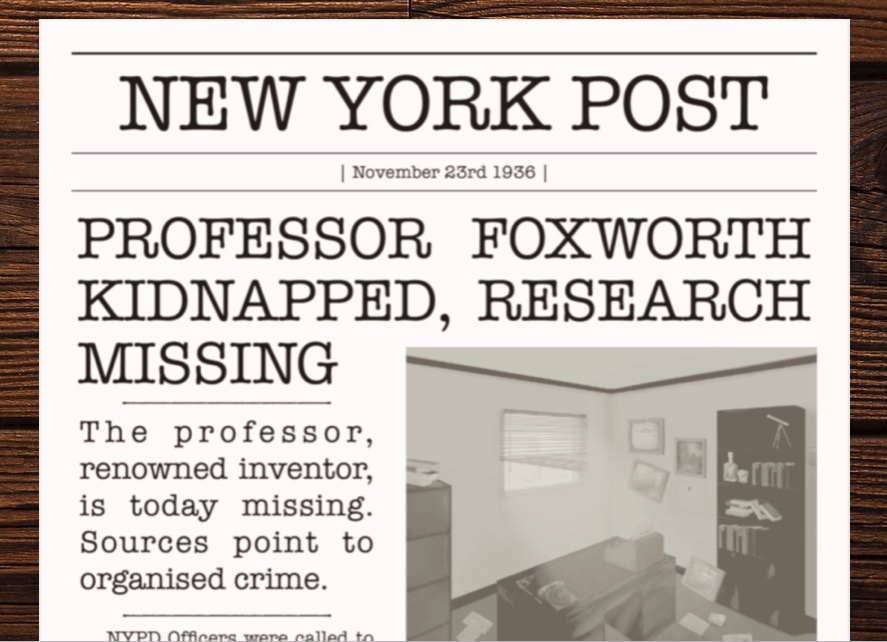 NEW YORK POST
| November 23rd 1936 |
PROFESSOR FOXWORTH
KIDNAPPED, RESEARCH
MISSING
The professor,
renowned inventor,
is today missing.
Sources point to
organised crime.
NYPD Officers were called to